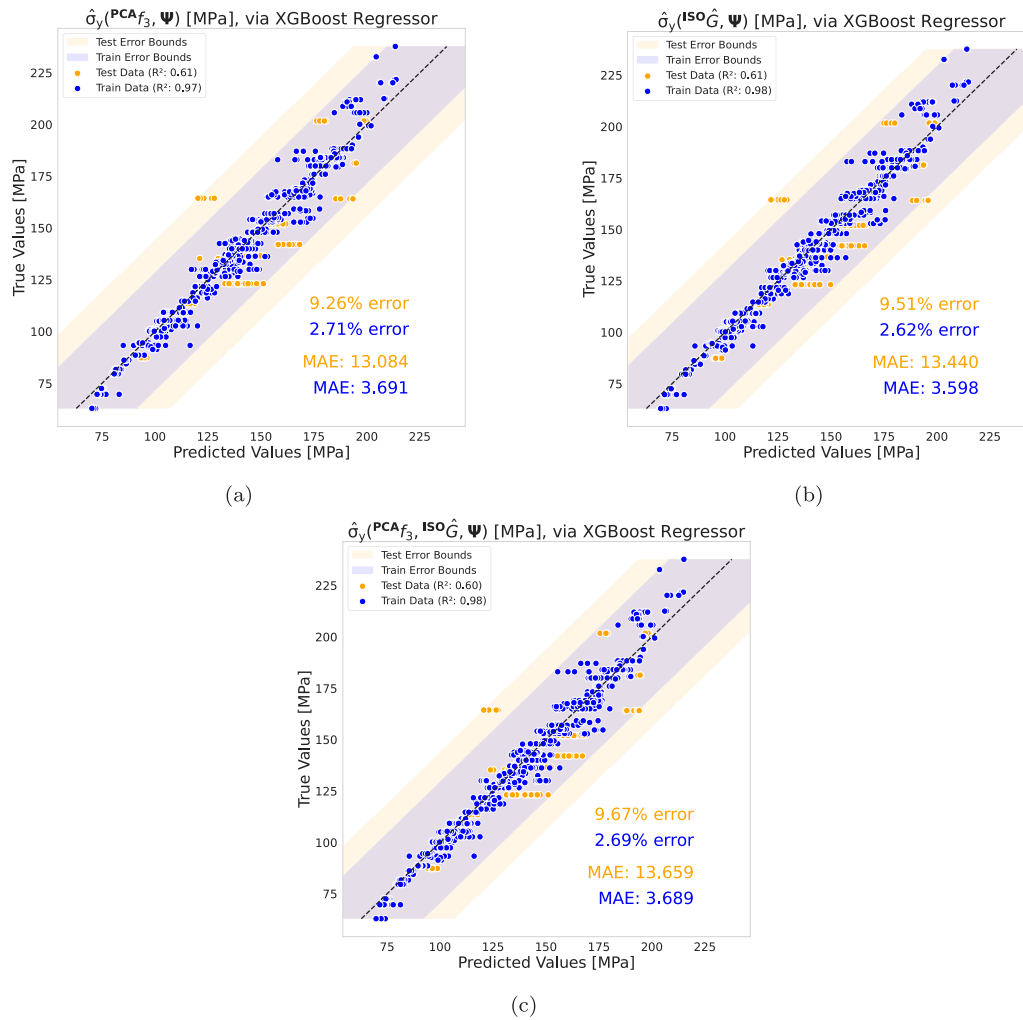 σ̂y(PCAf3, Ψ) [MPa], via XGBoost Regressor
Test Error Bounds
Train Error Bounds
Test Data (R²: 0.61)
Train Data (R²: 0.97)
225
200
175
150
125
100
75
True Values [MPa]
9.26% error
2.71% error
MAE: 13.084
MAE: 3.691
75 100 125 150 175 200 225
Predicted Values [MPa]
(a)
σ̂y(ISOĜ, Ψ) [MPa], via XGBoost Regressor
Test Error Bounds
Train Error Bounds
Test Data (R²: 0.61)
Train Data (R²: 0.98)
225
200
175
150
125
100
75
True Values [MPa]
9.51% error
2.62% error
MAE: 13.440
MAE: 3.598
75 100 125 150 175 200 225
Predicted Values [MPa]
(b)
σ̂y(PCAf3, ISOĜ, Ψ) [MPa], via XGBoost Regressor
Test Error Bounds
Train Error Bounds
Test Data (R²: 0.60)
Train Data (R²: 0.98)
225
200
175
150
125
100
75
True Values [MPa]
9.67% error
2.69% error
MAE: 13.659
MAE: 3.689
75 100 125 150 175 200 225
Predicted Values [MPa]
(c)